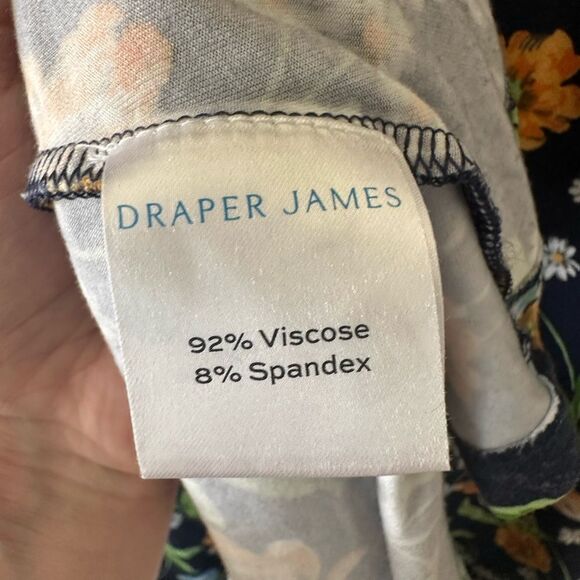 DRAPER JAMES
92% Viscose
8% Spandex